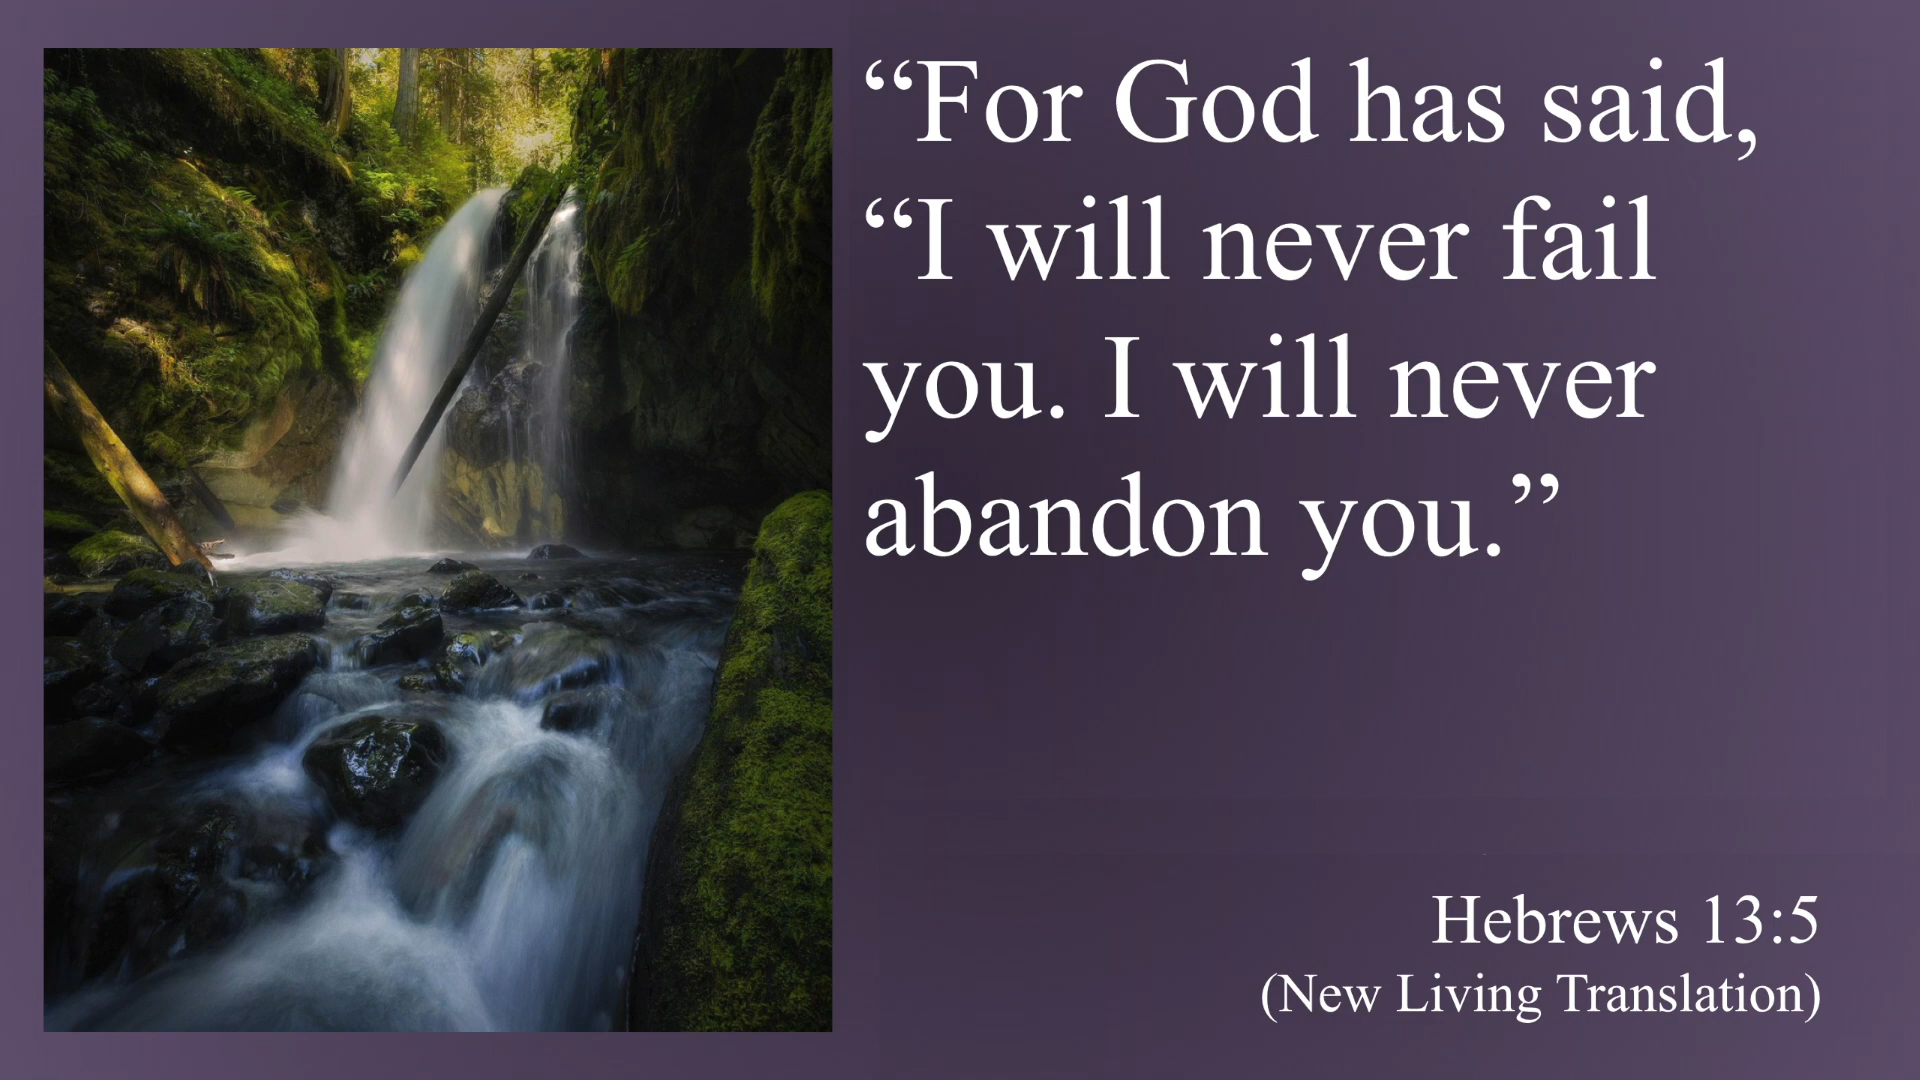 “For God has said,
“I will never fail
you. I will never
abandon you.”
Hebrews 13:5
(New Living Translation)